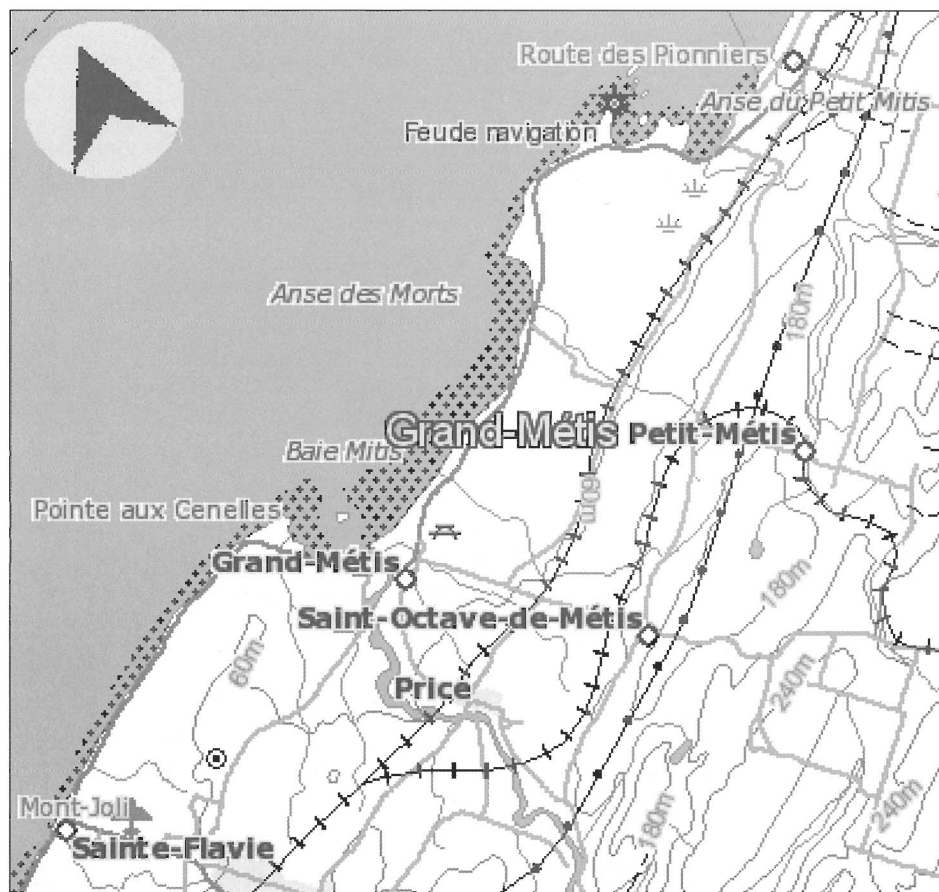 Route des Pionniers
Anse du Petit Mitis
Feude navigation
Anse des Morts
180m
Grand-Métis
Petit-Métis
Baie Mitis
160m
Pointe aux Cenelles
Grand-Métis
180m
Saint-Octave-de-Métis
60m
Price
240m
Mont-Joli
180m
240m
Sainte-Flavie